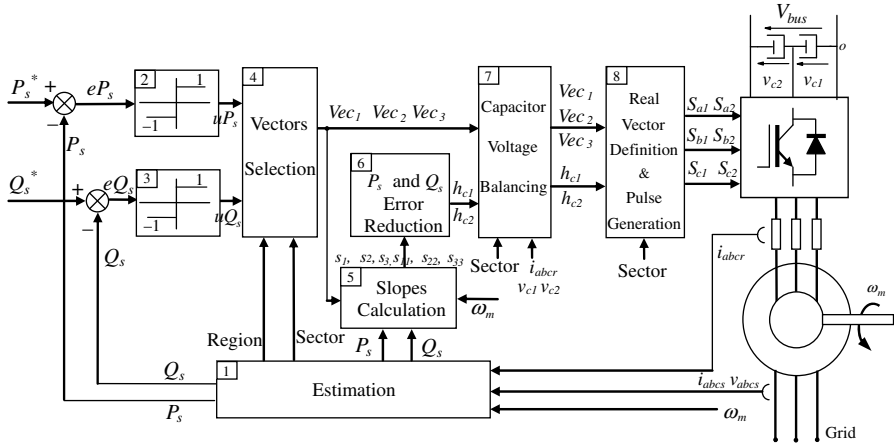 V_bus
o
v_c2 v_c1
P_s^* + eP_s
2
1
−1
uP_s
− P_s
4
Vectors
Selection
Vec_1 Vec_2 Vec_3
7
Capacitor
Voltage
Balancing
Vec_1
Vec_2
Vec_3
8
Real
Vector
Definition
&
Pulse
Generation
S_a1 S_a2
S_b1 S_b2
S_c1 S_c2
Q_s^* + eQ_s
3
1
−1
uQ_s
− Q_s
6
P_s and Q_s
Error
Reduction
h_c1
h_c2
h_c1
h_c2
s_1, s_2, s_3, s_11, s_22, s_33
Sector
i_abcr
v_c1 v_c2
Sector
i_abcr
5
Slopes
Calculation
ω_m
ω_m
Region
Sector
P_s Q_s
1
Estimation
Q_s
P_s
i_abcs v_abcs
ω_m
Grid